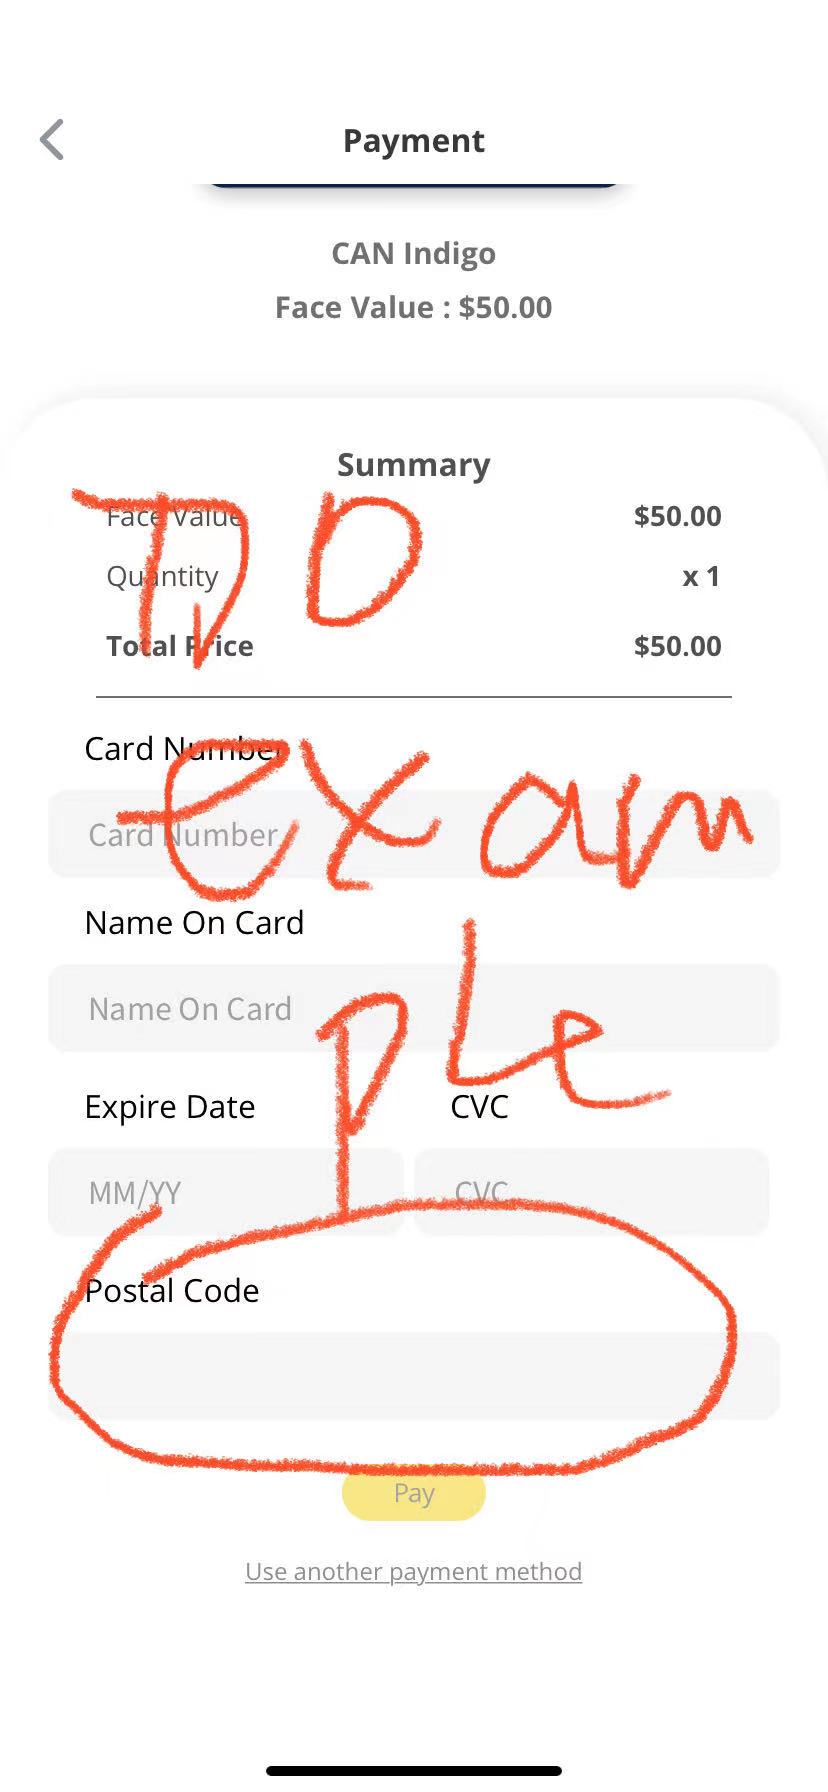 Payment
CAN Indigo
Face Value : $50.00
Summary
Face Value $50.00
Quantity x 1
Total Price $50.00
Card Number
Card Number
exam
Name On Card
Name On Card
ple
Expire Date CVC
MM/YY CVC
Postal Code
Pay
Use another payment method